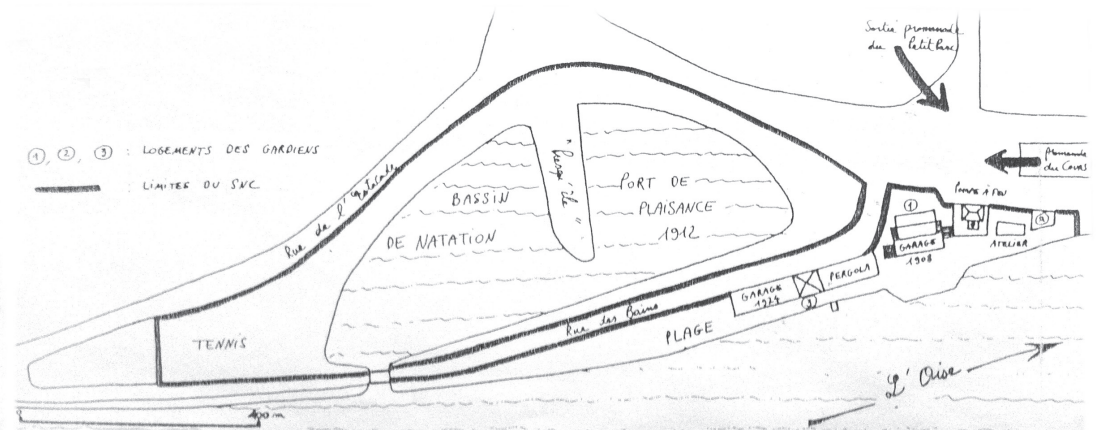 Sortie promenade
du Petit Parc
①, ②, ③ : LOGEMENTS DES GARDIENS
: LIMITES DU SNC
Promenade
du Cours
Rue de l'Estacade
BASSIN
DE NATATION
"Presqu'île"
PORT DE
PLAISANCE
1912
①
GARAGE
1908
ATELIER
PERGOLA
GARAGE
1924
②
Rue des Bains
PLAGE
TENNIS
L'Oise
400 m